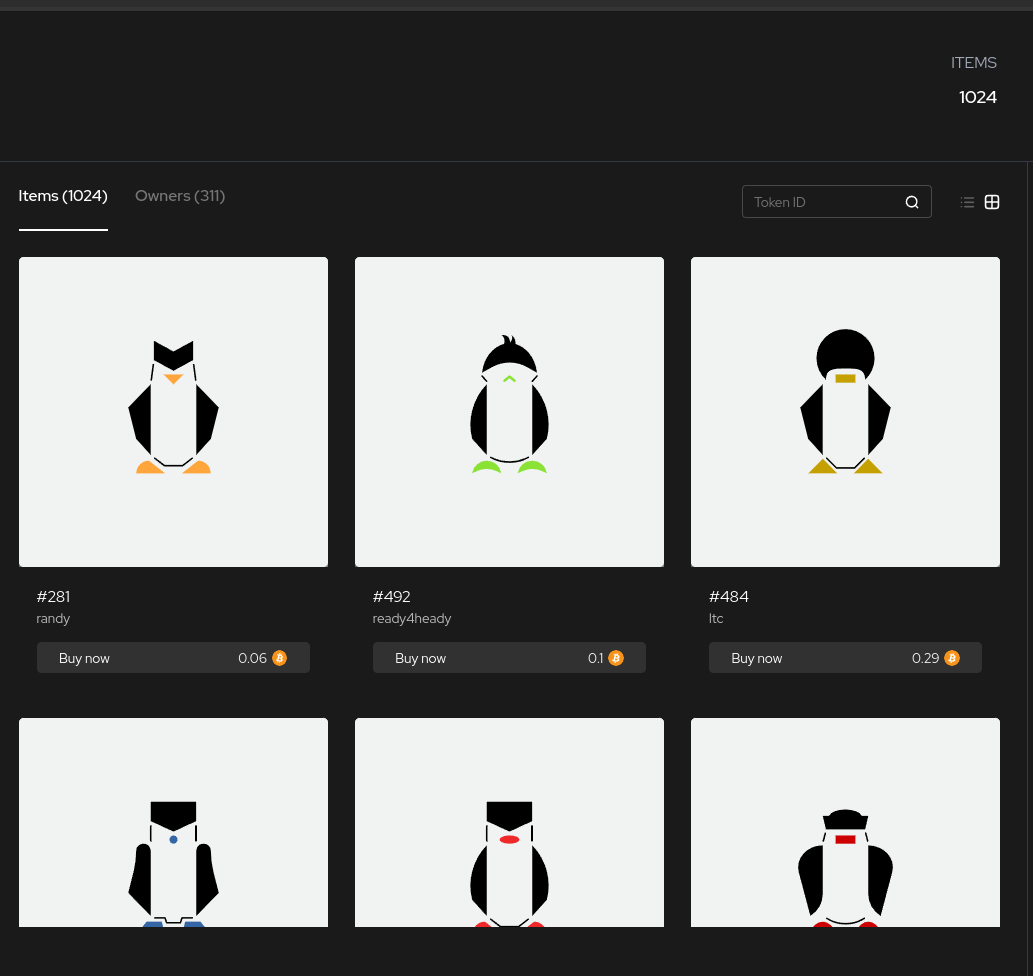 ITEMS
1024
Items (1024) Owners (311) Token ID
#281 #492 #484
randy ready4heady ltc
Buy now 0.06 Buy now 0.1 Buy now 0.29